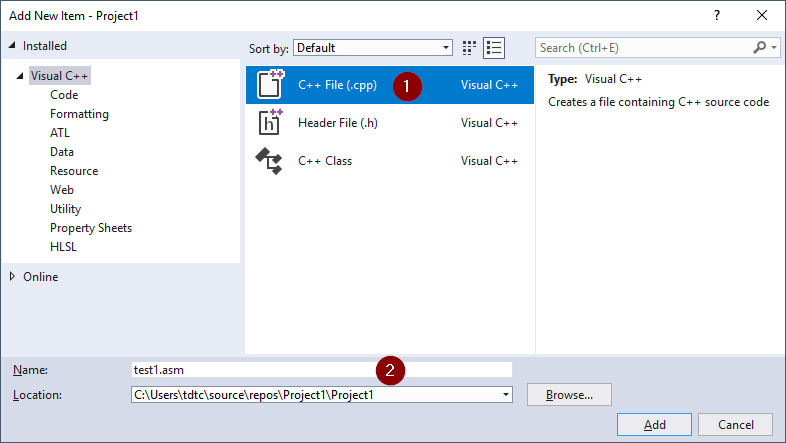 Add New Item - Project1
? 
Installed
Sort by: Default
Search (Ctrl+E)
Visual C++
Code
Formatting
ATL
Data
Resource
Web
Utility
Property Sheets
HLSL
Online
C++ File (.cpp) 1 Visual C++
Header File (.h) Visual C++
C++ Class Visual C++
Type: Visual C++
Creates a file containing C++ source code
Name: test1.asm 2
Location: C:\Users\tdtc\source\repos\Project1\Project1
Browse...
Add
Cancel